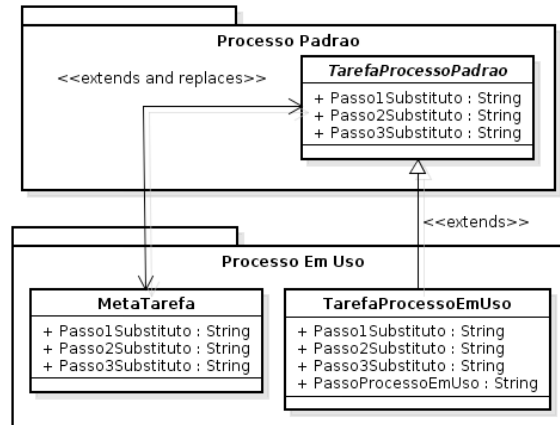 Processo Padrao
<<extends and replaces>>
TarefaProcessoPadrao
+ Passo1Substituto : String
+ Passo2Substituto : String
+ Passo3Substituto : String
<<extends>>
Processo Em Uso
MetaTarefa
+ Passo1Substituto : String
+ Passo2Substituto : String
+ Passo3Substituto : String
TarefaProcessoEmUso
+ Passo1Substituto : String
+ Passo2Substituto : String
+ Passo3Substituto : String
+ PassoProcessoEmUso : String